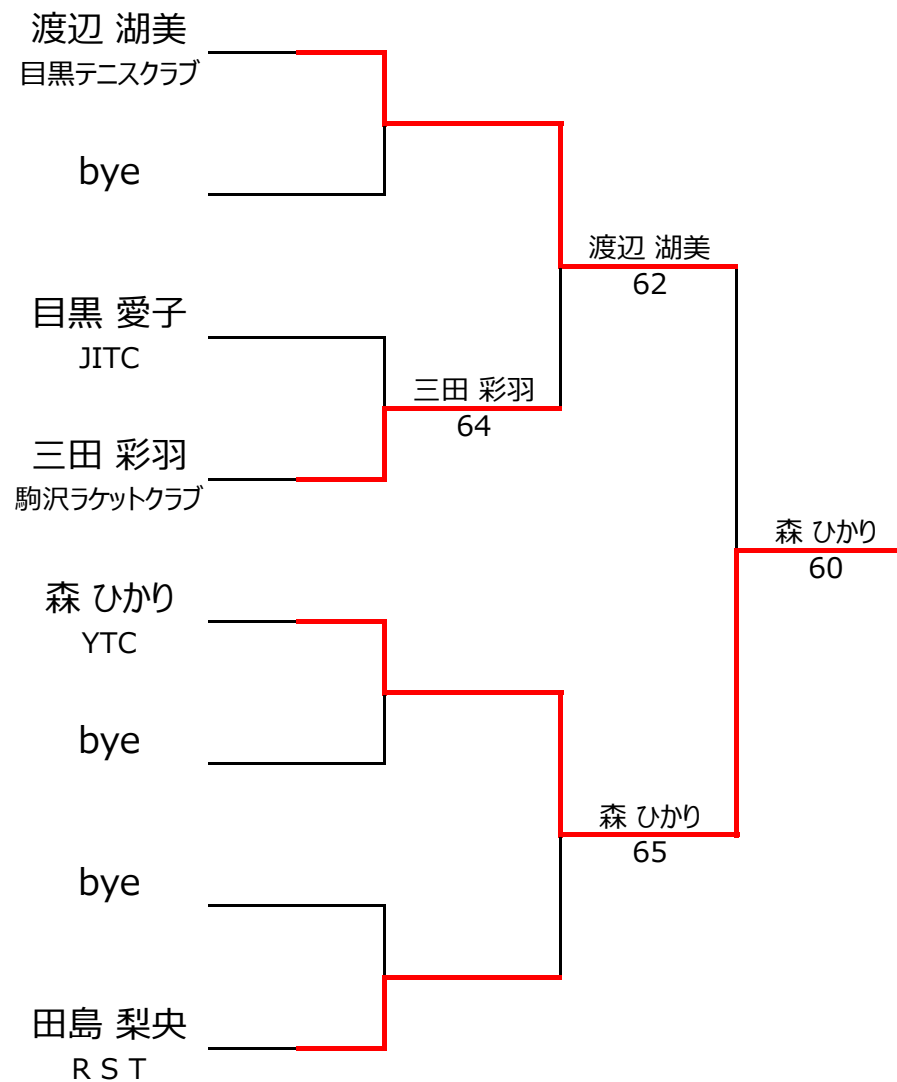 渡辺 湖美
目黒テニスクラブ
bye
渡辺 湖美
62
目黒 愛子
JITC
三田 彩羽
64
三田 彩羽
駒沢ラケットクラブ
森 ひかり
60
森 ひかり
YTC
bye
森 ひかり
65
bye
田島 梨央
R S T